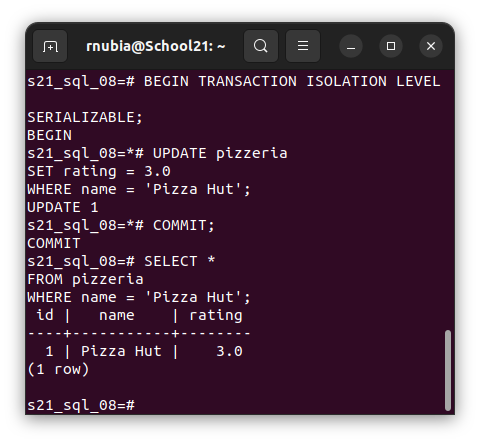 rnubia@School21: ~
s21_sql_08=# BEGIN TRANSACTION ISOLATION LEVEL
SERIALIZABLE;
BEGIN
s21_sql_08=*# UPDATE pizzeria
SET rating = 3.0
WHERE name = 'Pizza Hut';
UPDATE 1
s21_sql_08=*# COMMIT;
COMMIT
s21_sql_08=# SELECT *
FROM pizzeria
WHERE name = 'Pizza Hut';
 id |   name    | rating
----+-----------+--------
  1 | Pizza Hut |    3.0
(1 row)
s21_sql_08=#